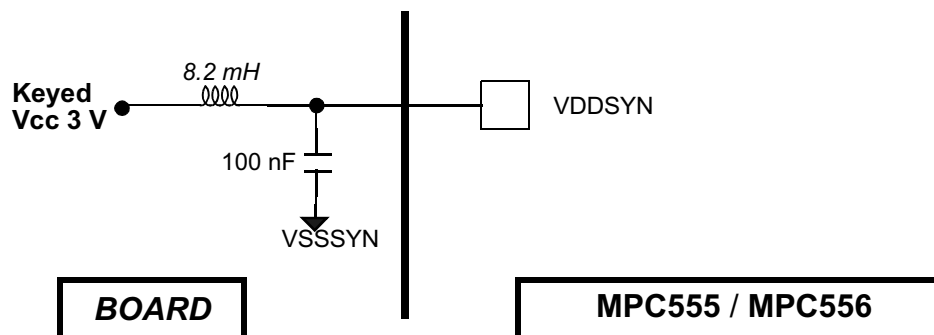 8.2 mH
Keyed
Vcc 3 V
VDDSYN
100 nF
VSSSYN
BOARD
MPC555 / MPC556